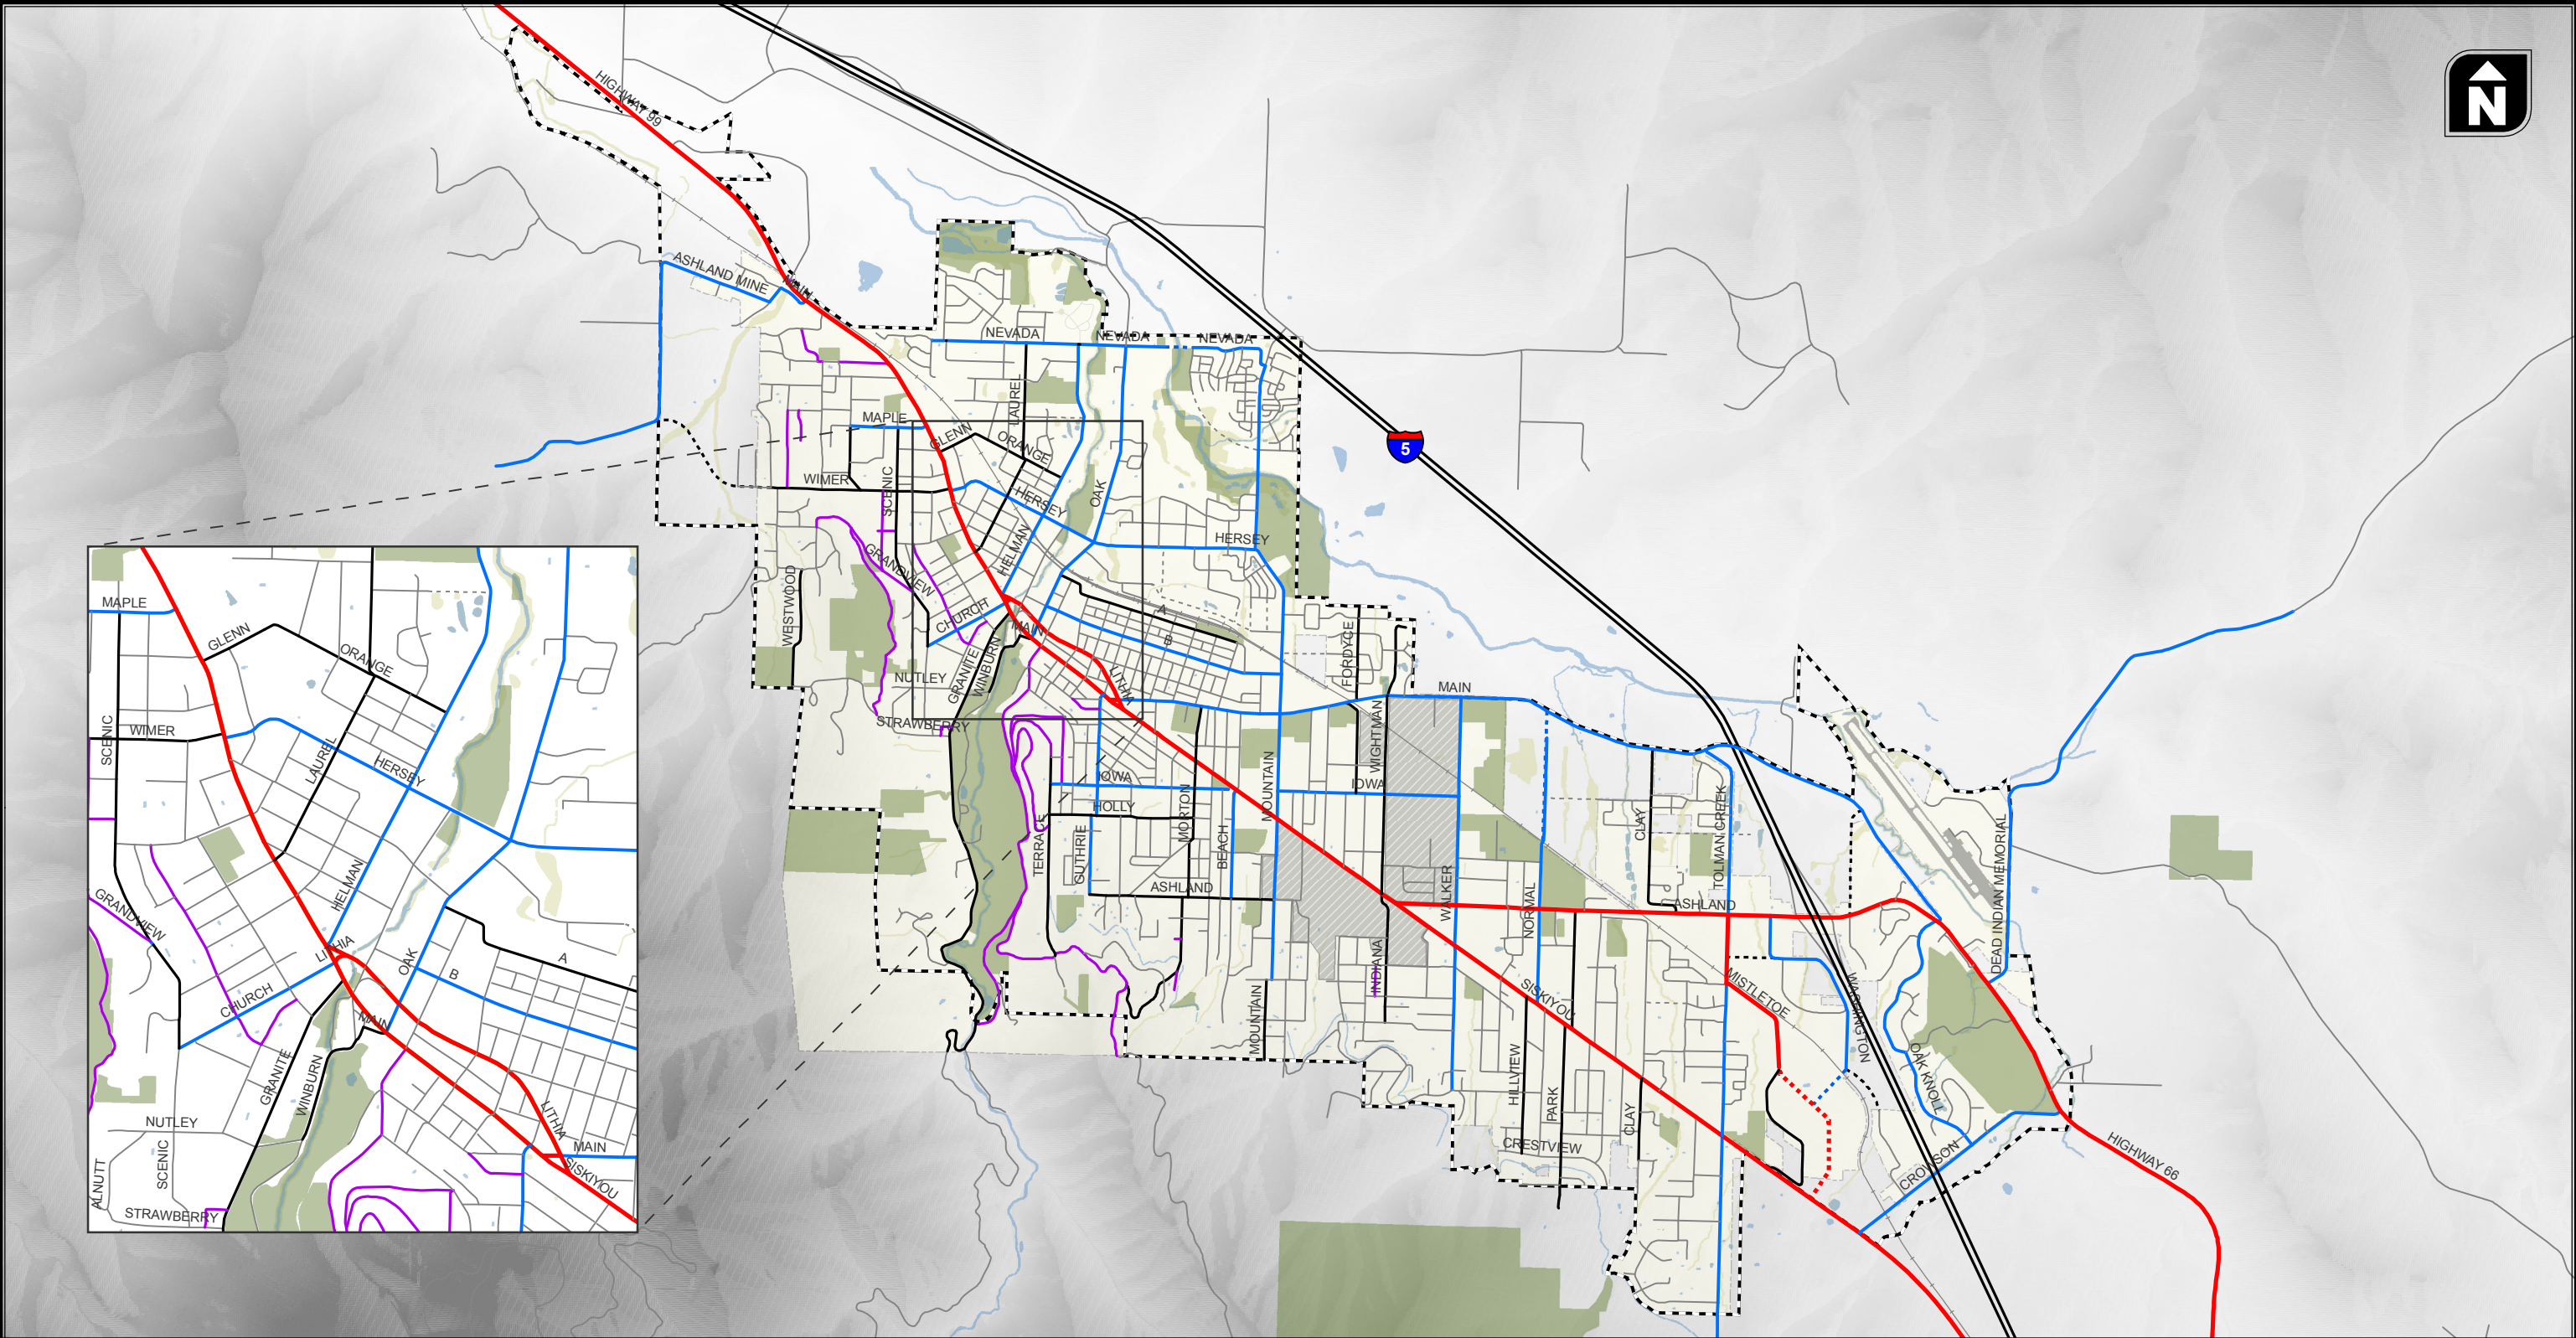 HIGHWAY 99
N
ASHLAND MINE
MAIN
NEVADA
NEVADA
NEVADA
LAUREL
MAPLE
GLENN
ORANGE
5
WIMER
SCENIC
HERSEY
OAK
HERSEY
HELMAN
GRANDVIEW
WESTWOOD
CHURCH
MAIN
A
B
FORDYCE
GRANITE
WINBURN
NUTLEY
LITHIA
MAIN
STRAWBERRY
WIGHTMAN
IOWA
IOWA
MOUNTAIN
HOLLY
MORTON
TERRACE
GUTHRIE
BEACH
CLAY
TOLMAN CREEK
DEAD INDIAN MEMORIAL
ASHLAND
WALKER
NORMAL
ASHLAND
INDIANA
MOUNTAIN
SISKIYOU
MISTLETOE
WASHINGTON
OAK KNOLL
HILLVIEW
PARK
CLAY
CRESTVIEW
CROWSON
HIGHWAY 66
MAPLE
GLENN
ORANGE
SCENIC
WIMER
LAUREL
HERSEY
HELMAN
GRANDVIEW
LITHIA
OAK
A
B
CHURCH
MAIN
GRANITE
WINBURN
NUTLEY
LITHIA
MAIN
SISKIYOU
SCENIC
ALNUTT
STRAWBERRY